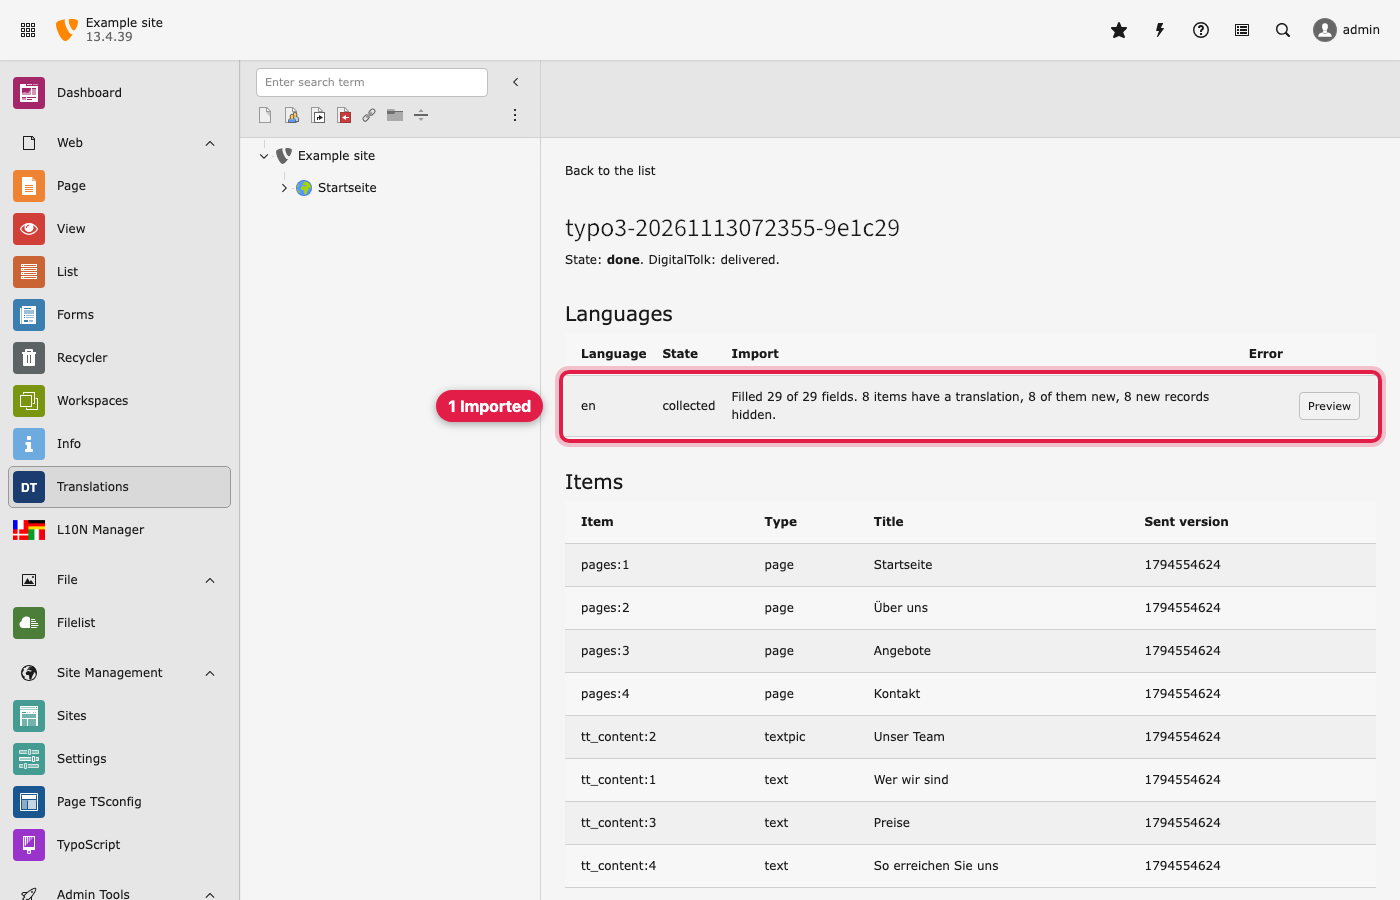 Example site
13.4.39
admin
Dashboard
Web
Page
View
List
Forms
Recycler
Workspaces
Info
DT Translations
L10N Manager
File
Filelist
Site Management
Sites
Settings
Page TSconfig
TypoScript
Admin Tools
Enter search term
Example site
Startseite
Back to the list
typo3-20261113072355-9e1c29
State: done. DigitalTolk: delivered.
Languages
Language State Import Error
1 Imported
en collected Filled 29 of 29 fields. 8 items have a translation, 8 of them new, 8 new records
hidden.
Preview
Items
Item Type Title Sent version
pages:1 page Startseite 1794554624
pages:2 page Über uns 1794554624
pages:3 page Angebote 1794554624
pages:4 page Kontakt 1794554624
tt_content:2 textpic Unser Team 1794554624
tt_content:1 text Wer wir sind 1794554624
tt_content:3 text Preise 1794554624
tt_content:4 text So erreichen Sie uns 1794554624